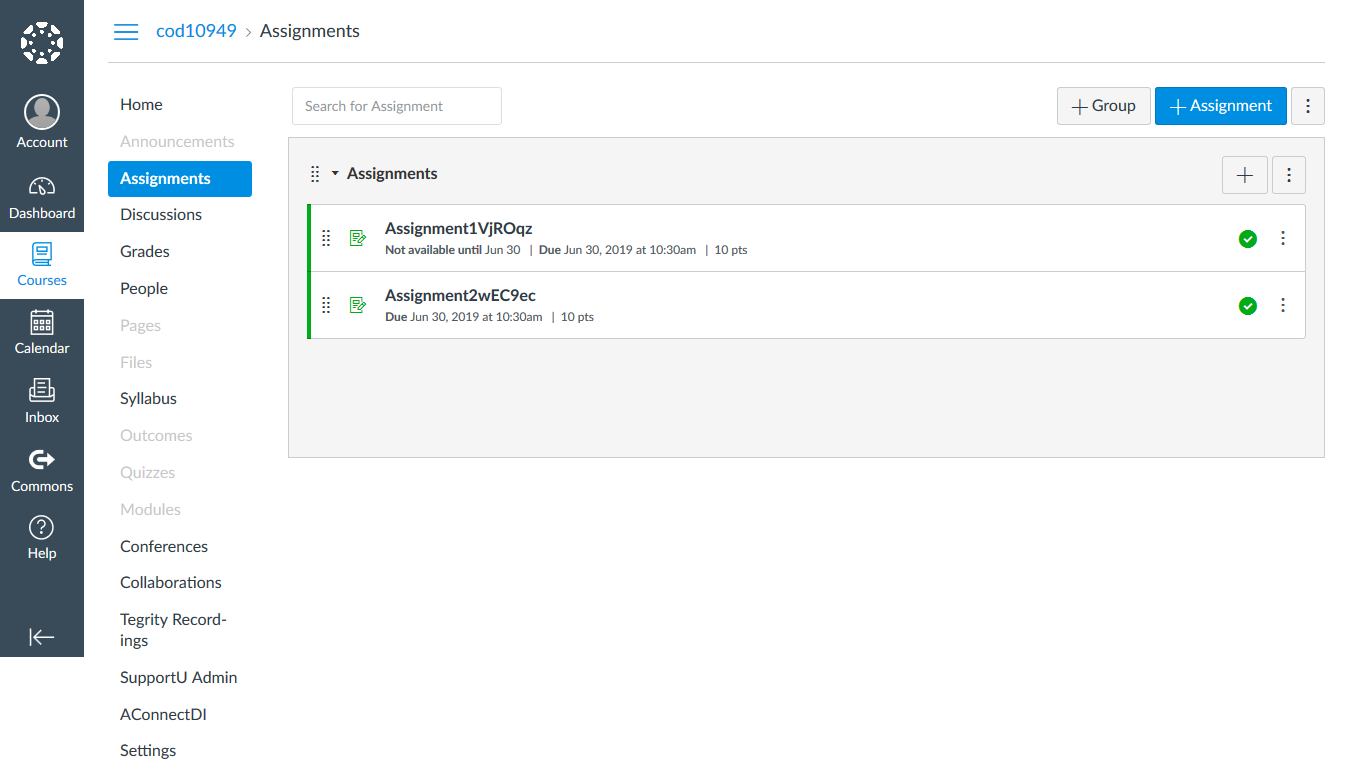 cod10949 › Assignments
Account
Dashboard
Courses
Calendar
Inbox
Commons
Help
Home
Announcements
Assignments
Discussions
Grades
People
Pages
Files
Syllabus
Outcomes
Quizzes
Modules
Conferences
Collaborations
Tegrity Record-
ings
SupportU Admin
AConnectDI
Settings
Search for Assignment
+ Group
+ Assignment
Assignments
Assignment1VjROqz
Not available until Jun 30 | Due Jun 30, 2019 at 10:30am | 10 pts
Assignment2wEC9ec
Due Jun 30, 2019 at 10:30am | 10 pts